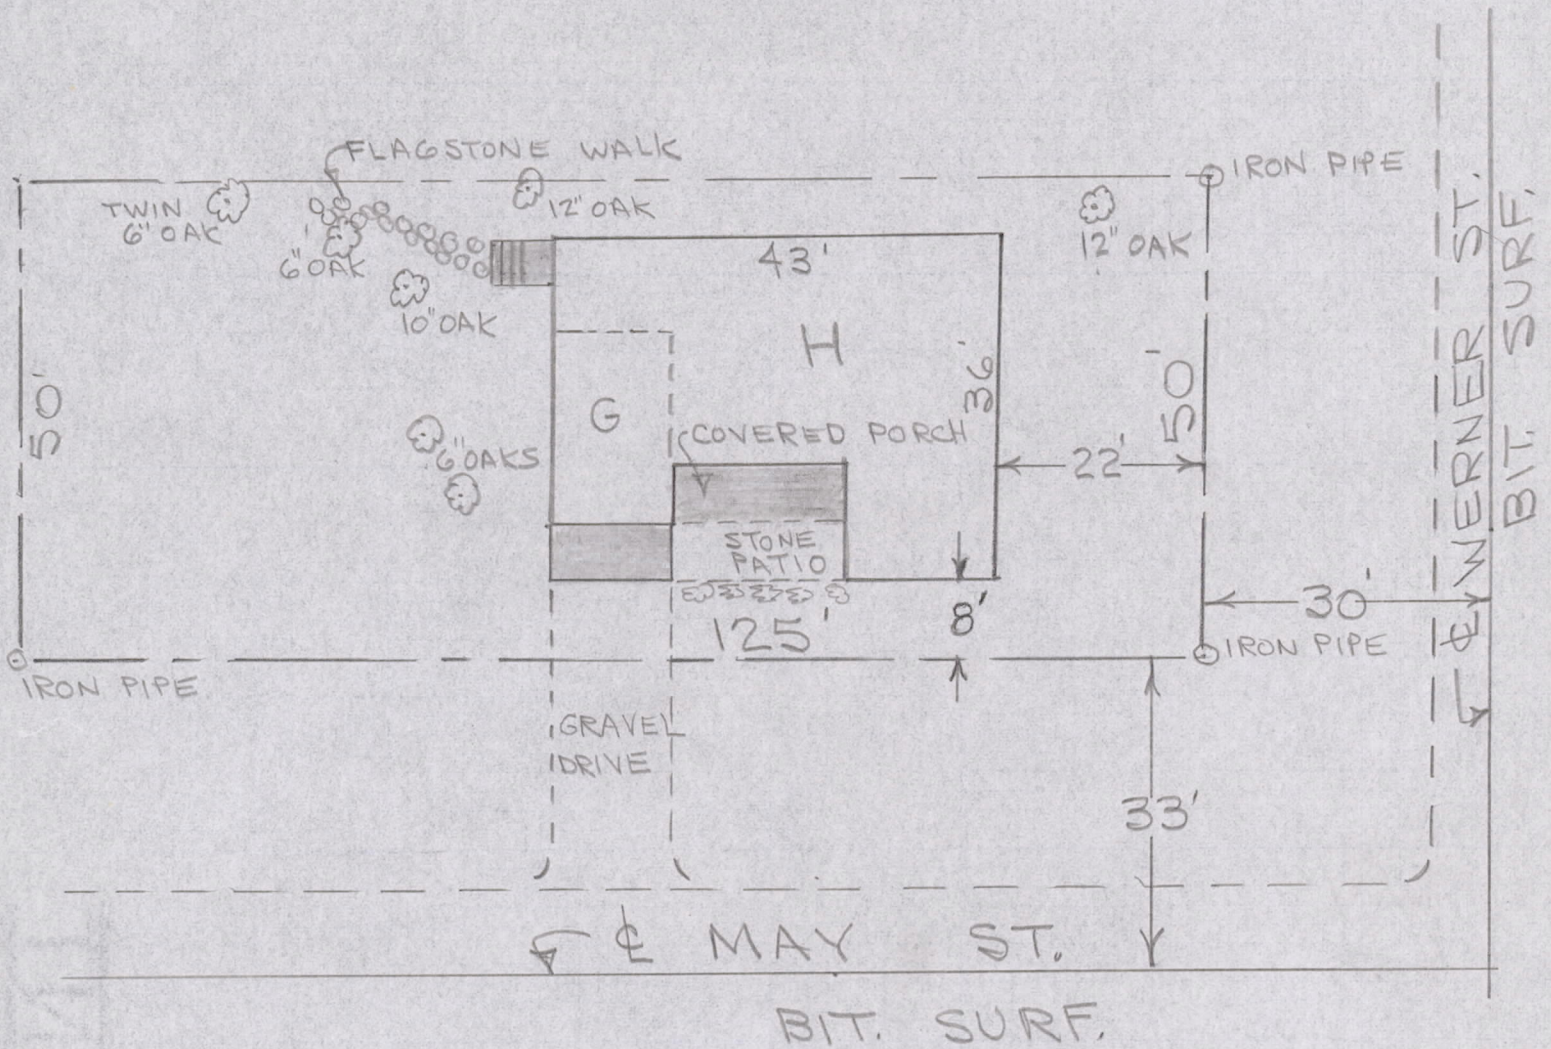 FLAGSTONE WALK
IRON PIPE
TWIN
6" OAK
12" OAK
12" OAK
6" OAK
10" OAK
43'
H
36'
50'
50'
G
COVERED PORCH
6" OAKS
22'
STONE
PATIO
125'
8'
30'
IRON PIPE
IRON PIPE
GRAVEL
DRIVE
33'
℄ WERNER ST.
BIT. SURF.
℄ MAY ST.
BIT. SURF.